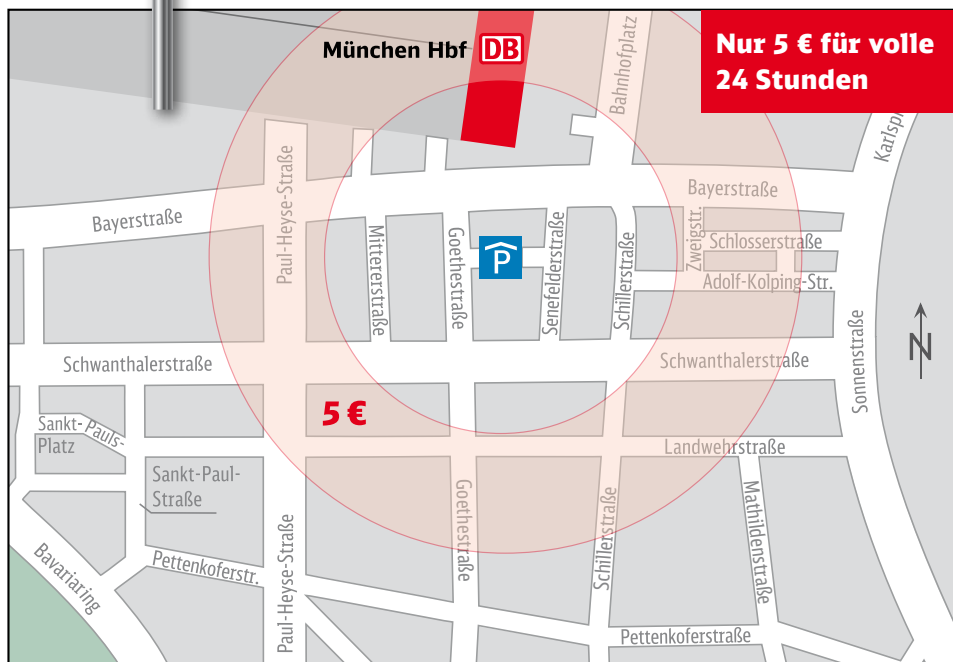 München Hbf DB
Nur 5 € für volle
24 Stunden
Bahnhofplatz
Karlspl
Paul-Heyse-Straße
Bayerstraße
Bayerstraße
Mittererstraße
Goethestraße
P
Senefelderstraße
Schillerstraße
Zweigstr.
Schlosserstraße
Adolf-Kolping-Str.
N
Sonnenstraße
Schwanthalerstraße
Schwanthalerstraße
5 €
Sankt-Pauls-
Platz
Landwehrstraße
Sankt-Paul-
Straße
Goethestraße
Schillerstraße
Mathildenstraße
Paul-Heyse-Straße
Bavariaring
Pettenkoferstr.
Pettenkoferstraße